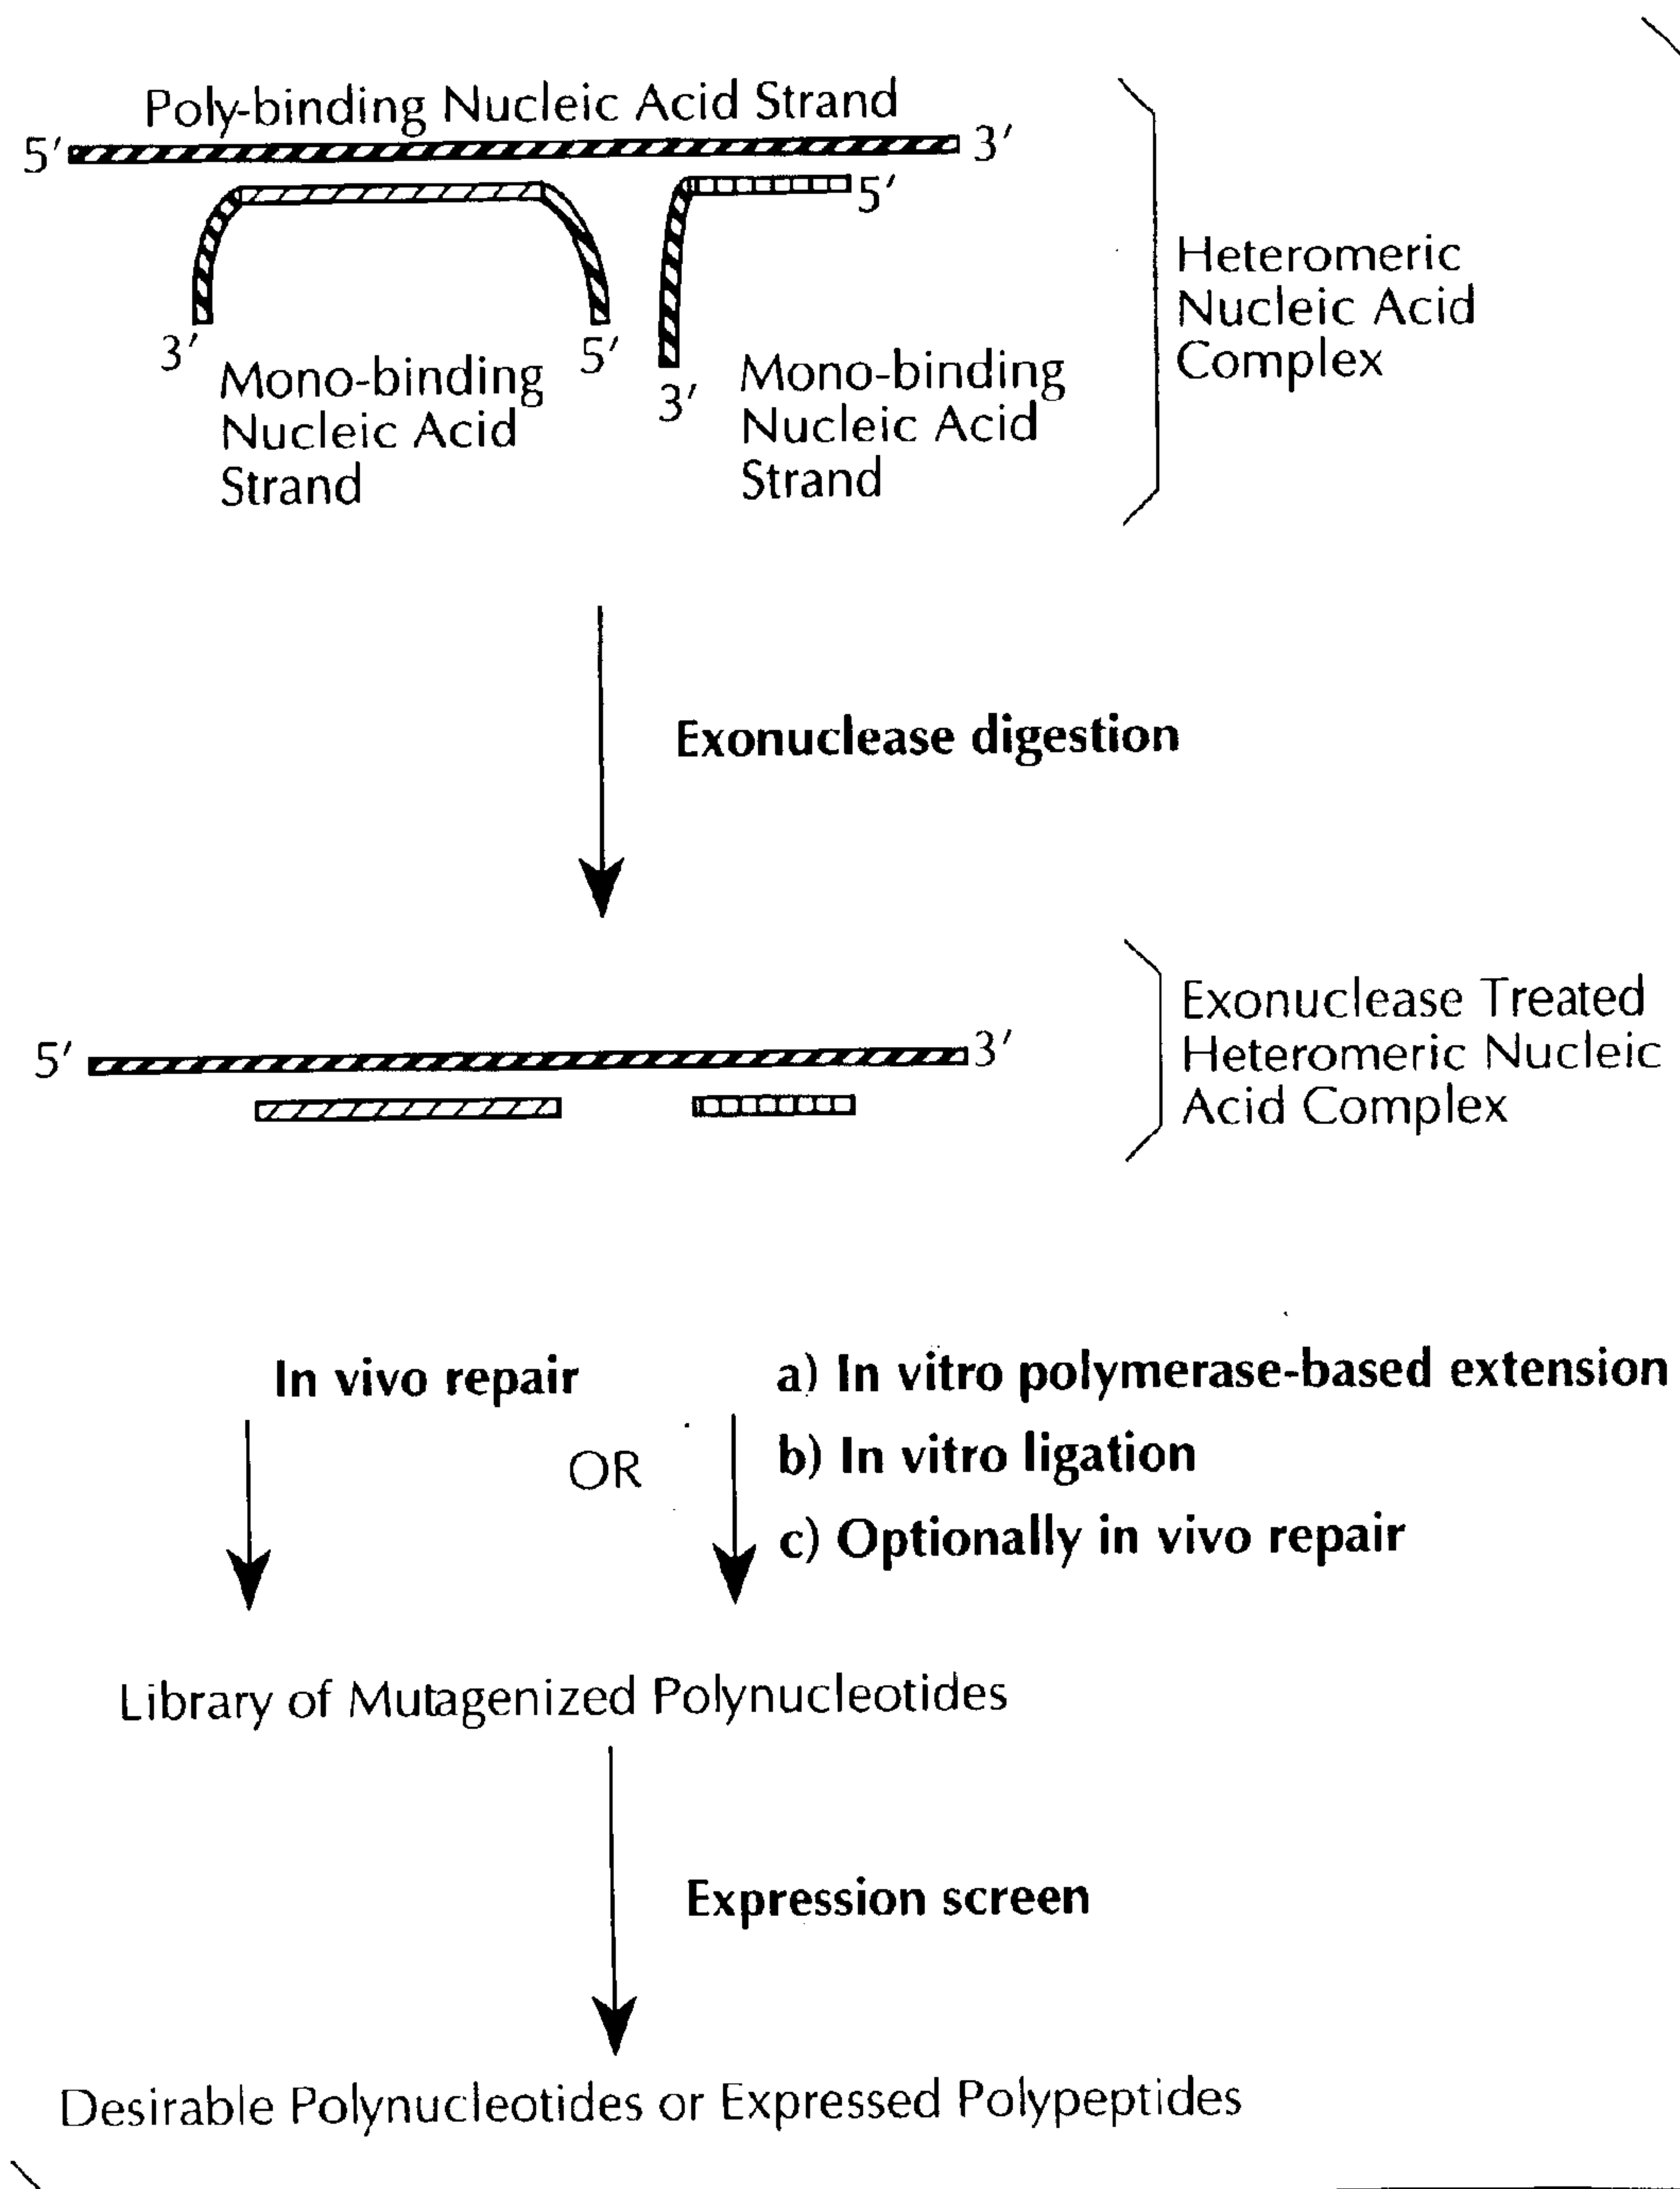 Poly-binding Nucleic Acid Strand
5′ 3′
5′
3′ 5′
3′
Mono-binding
Nucleic Acid
Strand
Mono-binding
Nucleic Acid
Strand
Heteromeric
Nucleic Acid
Complex
Exonuclease digestion
5′ 3′
Exonuclease Treated
Heteromeric Nucleic
Acid Complex
In vivo repair
OR
a) In vitro polymerase-based extension
b) In vitro ligation
c) Optionally in vivo repair
Library of Mutagenized Polynucleotides
Expression screen
Desirable Polynucleotides or Expressed Polypeptides